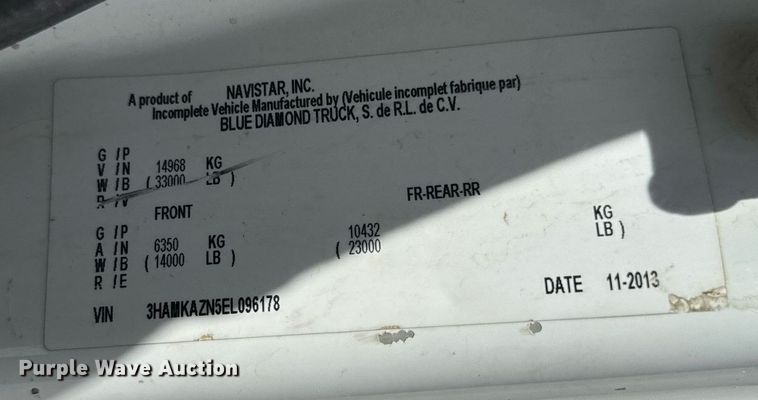 A product of NAVISTAR, INC.
Incomplete Vehicle Manufactured by (Vehicule incomplet fabrique par)
BLUE DIAMOND TRUCK, S. de R.L. de C.V.
G /P
V /N 14968 KG
W /B ( 33000 LB )
R /V
FRONT FR-REAR-RR
G /P
A /N 6350 KG 10432 KG
W /B ( 14000 LB ) ( 23000 LB )
R /E
VIN 3HAMKAZN5EL096178 DATE 11-2013
Purple Wave Auction